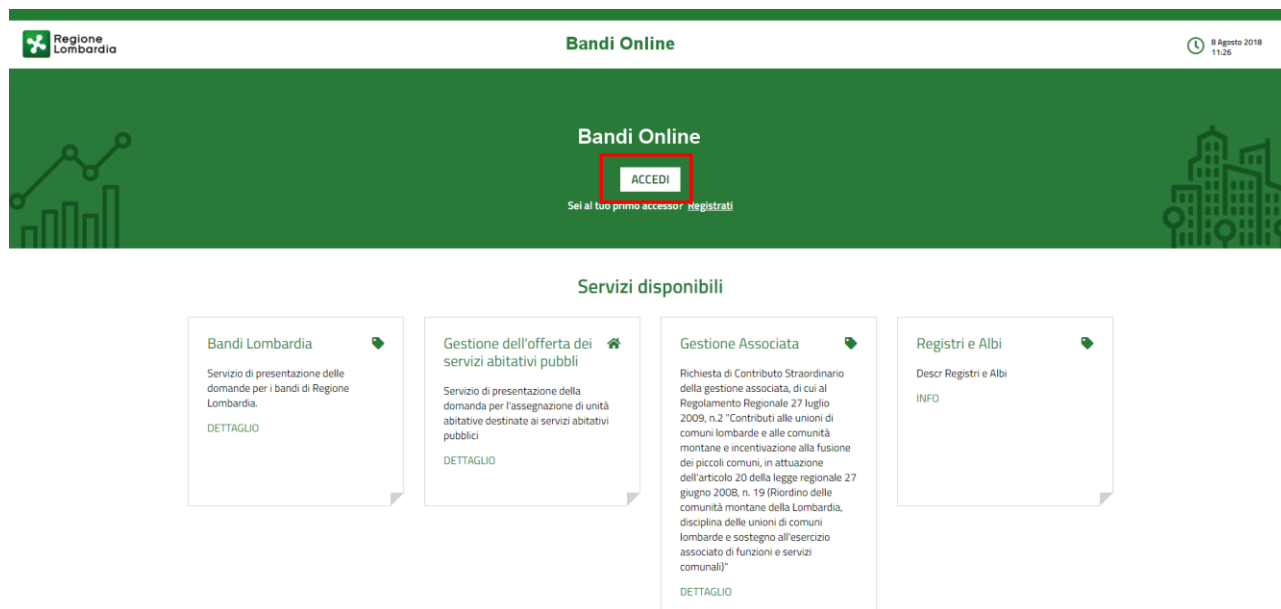 Regione
Lombardia
Bandi Online
8 Agosto 2018
11:26
Bandi Online
ACCEDI
Sei al tuo primo accesso? Registrati
Servizi disponibili
Bandi Lombardia
Servizio di presentazione delle
domande per i bandi di Regione
Lombardia.
DETTAGLIO
Gestione dell'offerta dei
servizi abitativi pubbli
Servizio di presentazione della
domanda per l'assegnazione di unità
abitative destinate ai servizi abitativi
pubblici
DETTAGLIO
Gestione Associata
Richiesta di Contributo Straordinario
della gestione associata, di cui al
Regolamento Regionale 27 luglio
2009, n.2 "Contributi alle unioni di
comuni lombarde e alle comunità
montane e incentivazione alla fusione
dei piccoli comuni, in attuazione
dell'articolo 20 della legge regionale 27
giugno 2008, n. 19 (Riordino delle
comunità montane della Lombardia,
disciplina delle unioni di comuni
lombarde e sostegno all'esercizio
associato di funzioni e servizi
comunali)"
DETTAGLIO
Registri e Albi
Descr Registri e Albi
INFO